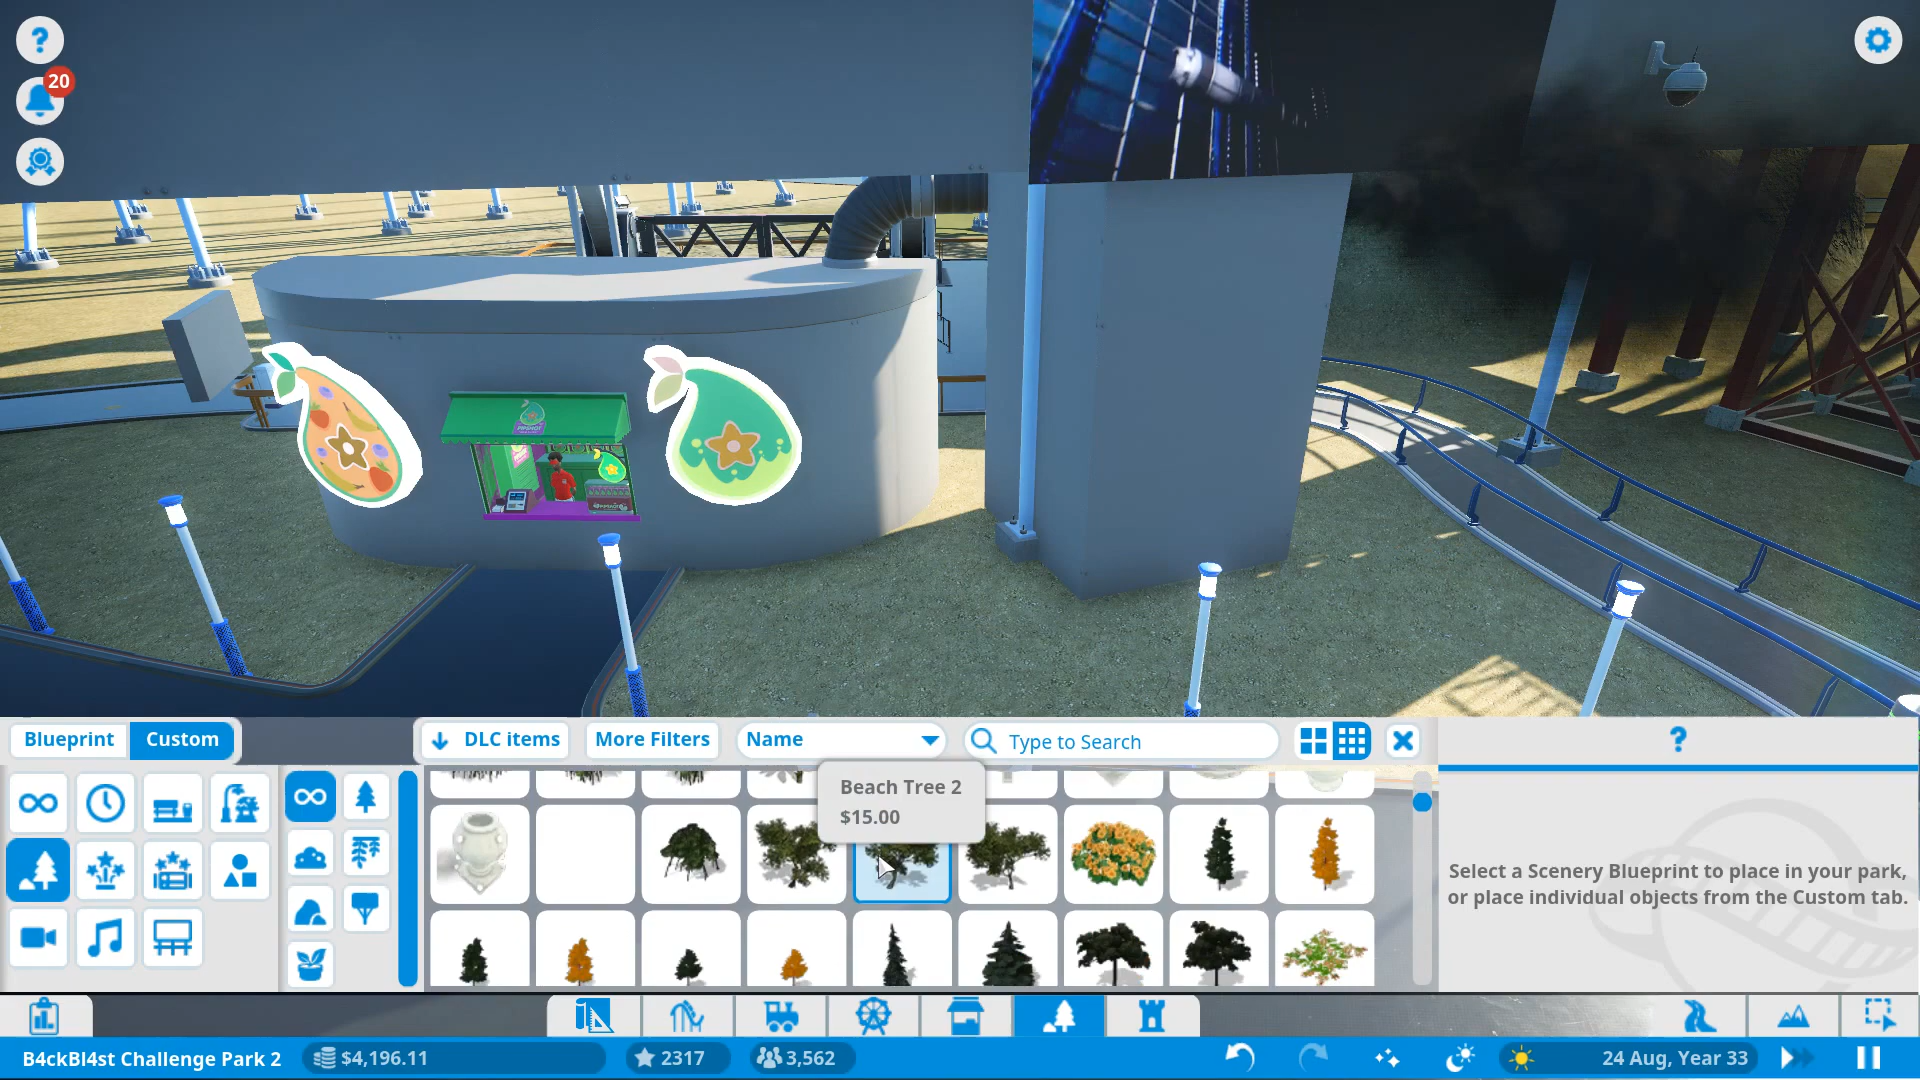 ?
20
Blueprint
Custom
DLC items
More Filters
Name
Type to Search
?
Beach Tree 2
$15.00
Select a Scenery Blueprint to place in your park,
or place individual objects from the Custom tab.
B4ckBl4st Challenge Park 2
$4,196.11
2317
3,562
24 Aug, Year 33